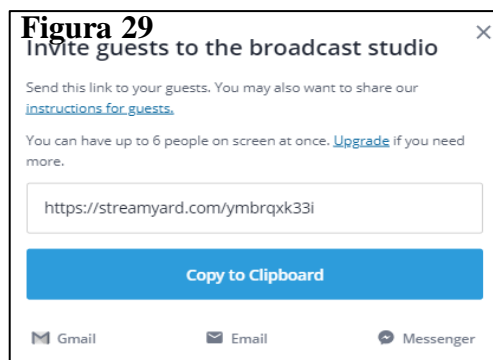 Figura 29
Invite guests to the broadcast studio
Send this link to your guests. You may also want to share our
instructions for guests.
You can have up to 6 people on screen at once. Upgrade if you need
more.
https://streamyard.com/ymbrqxk33i
Copy to Clipboard
Gmail Email Messenger